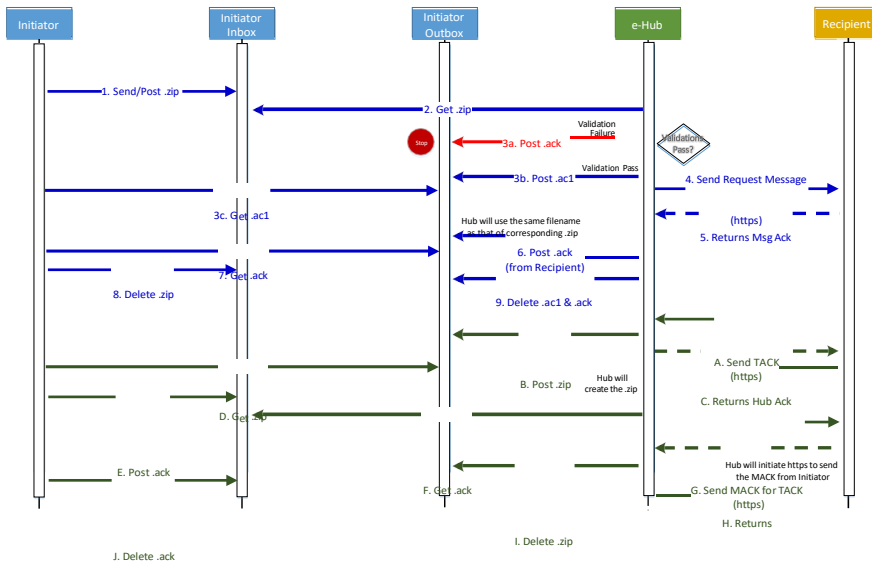 Initiator
Initiator
Inbox
Initiator
Outbox
e-Hub
Recipient
1. Send/Post .zip
2. Get .zip
Validation
Failure
Stop
3a. Post .ack
Validations
Pass?
Validation Pass
3b. Post .ac1
4. Send Request Message
3c. Get .ac1
Hub will use the same filename
as that of corresponding .zip
(https)
5. Returns Msg Ack
6. Post .ack
(from Recipient)
7. Get .ack
8. Delete .zip
9. Delete .ac1 & .ack
A. Send TACK
(https)
B. Post .zip
Hub will
create the .zip
C. Returns Hub Ack
D. Get .zip
E. Post .ack
Hub will initiate https to send
the MACK from Initiator
F. Get .ack
G. Send MACK for TACK
(https)
H. Returns
I. Delete .zip
J. Delete .ack